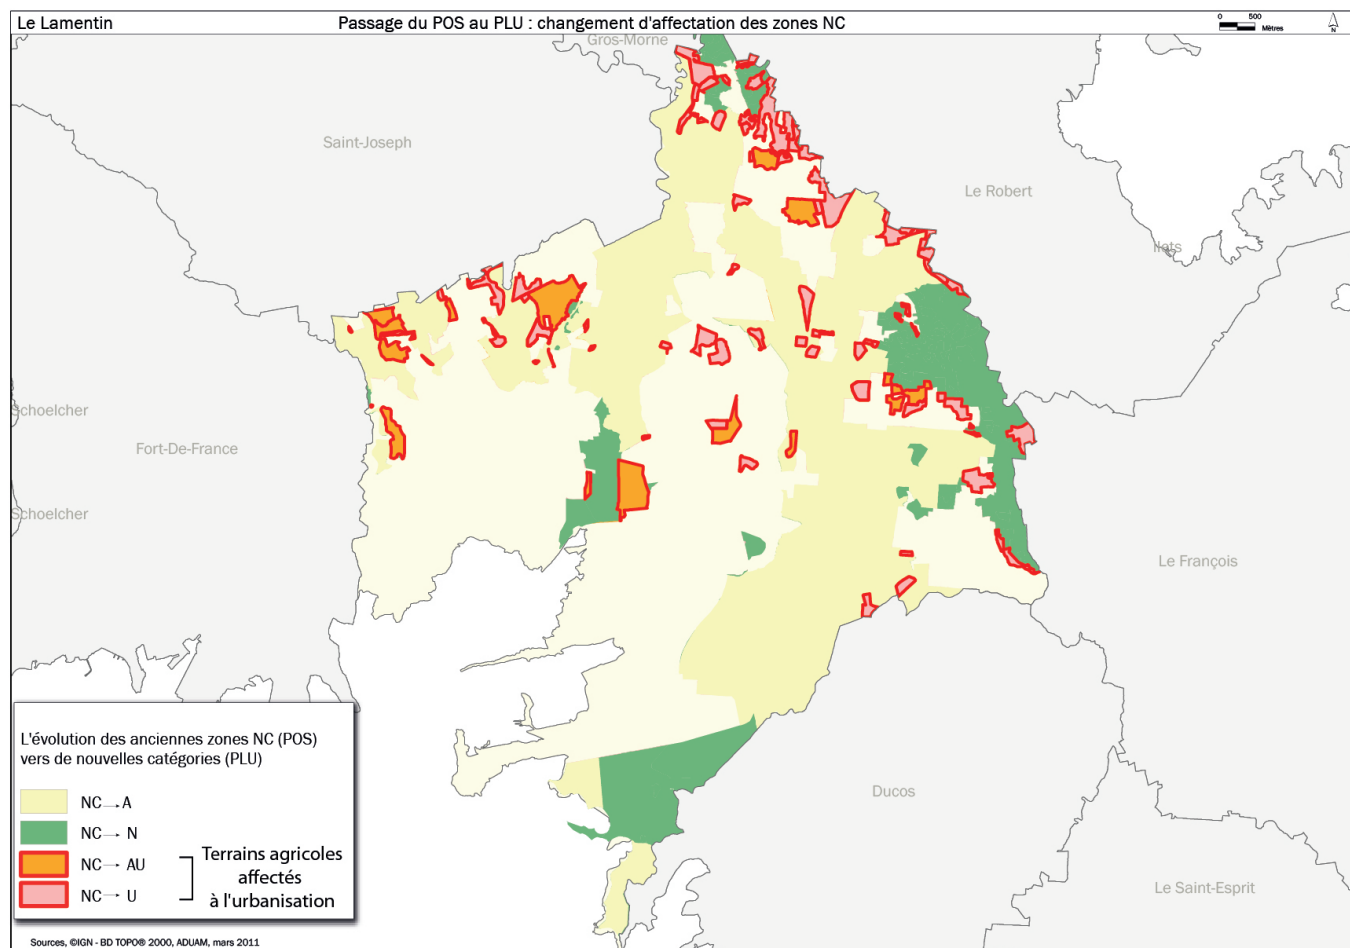 Le Lamentin
Passage du POS au PLU : changement d'affectation des zones NC
0 500
Mètres
N
Gros-Morne
Saint-Joseph
Le Robert
Ilets
Schoelcher
Fort-De-France
Schoelcher
Le François
Ducos
Le Saint-Esprit
L'évolution des anciennes zones NC (POS)
vers de nouvelles catégories (PLU)
NC→A
NC→ N
NC→ AU
NC→ U
Terrains agricoles
affectés
à l'urbanisation
Sources, ©IGN - BD TOPO® 2000, ADUAM, mars 2011